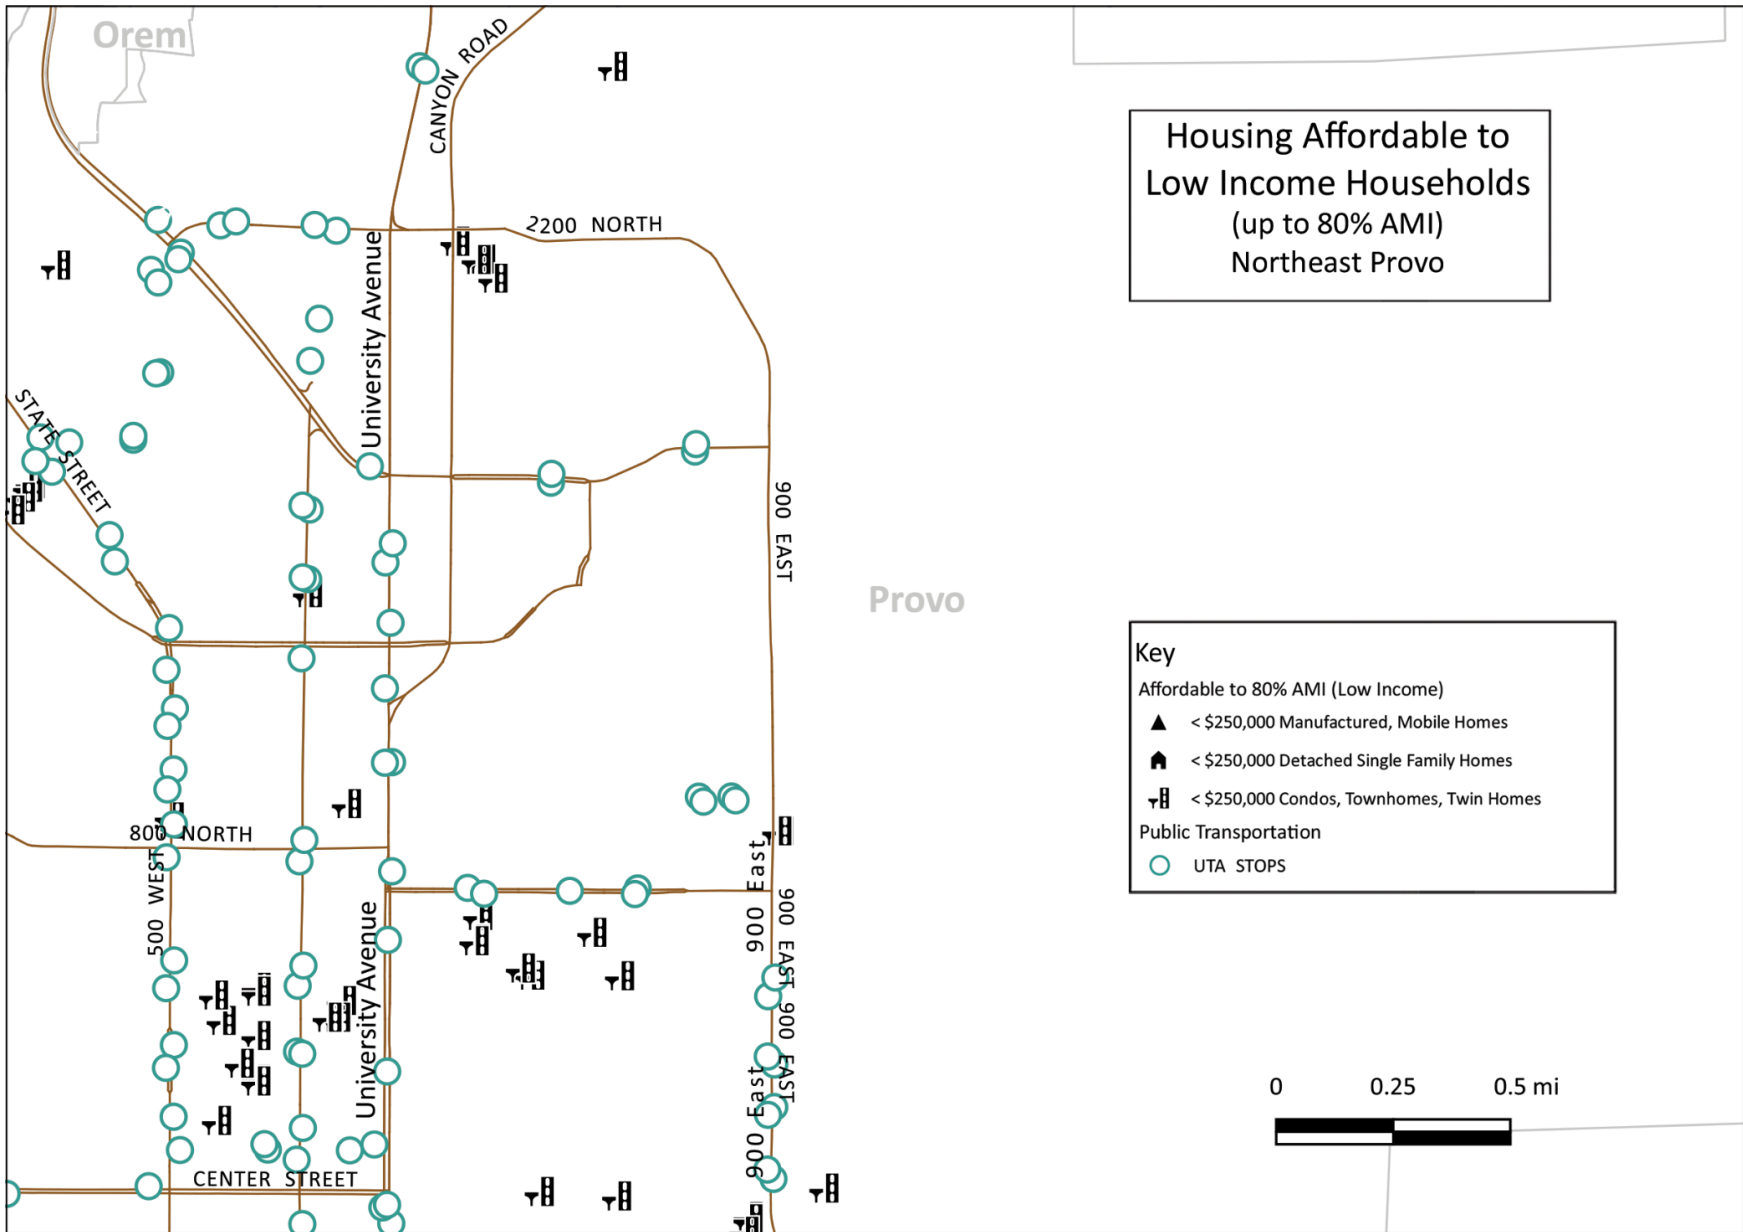 Orem
CANYON ROAD
2200 NORTH
University Avenue
STATE STREET
900 EAST
Provo
800 NORTH
500 WEST
900 East
900 EAST
900 EAST
University Avenue
900 East
CENTER STREET
Housing Affordable to
Low Income Households
(up to 80% AMI)
Northeast Provo
Key
Affordable to 80% AMI (Low Income)
< $250,000 Manufactured, Mobile Homes
< $250,000 Detached Single Family Homes
< $250,000 Condos, Townhomes, Twin Homes
Public Transportation
UTA STOPS
0 0.25 0.5 mi